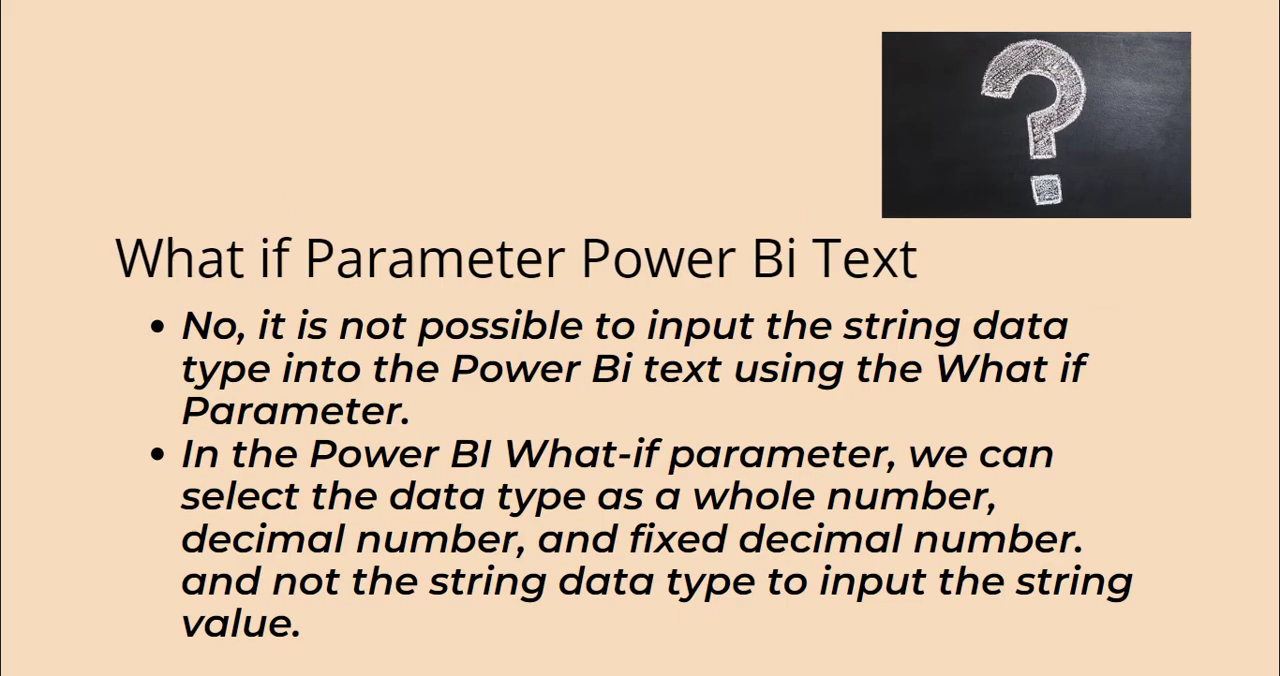 What if Parameter Power Bi Text
• No, it is not possible to input the string data
type into the Power Bi text using the What if
Parameter.
• In the Power BI What-if parameter, we can
select the data type as a whole number,
decimal number, and fixed decimal number.
and not the string data type to input the string
value.